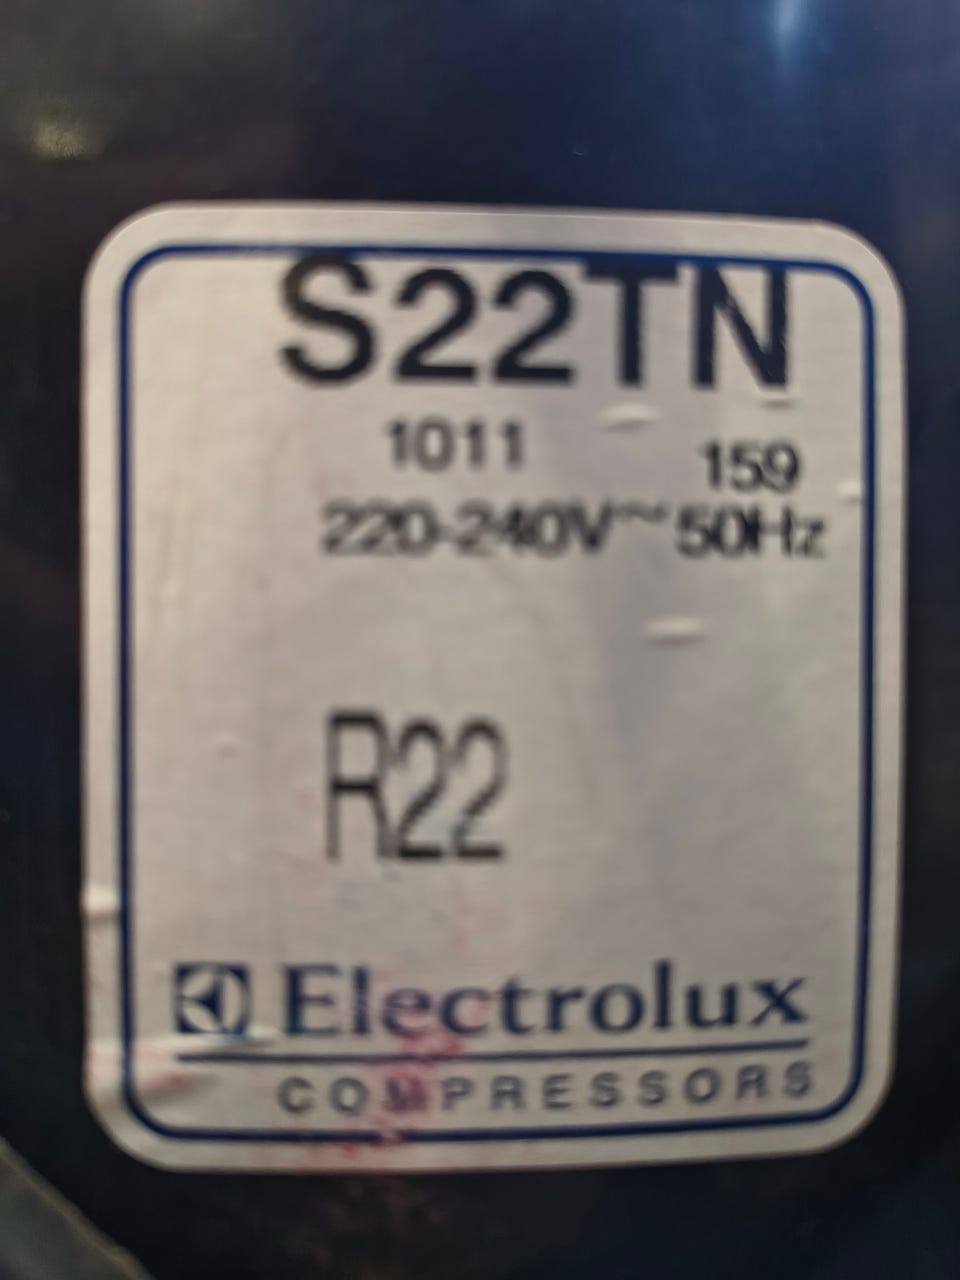 S22TN
1011 159
220-240V~50Hz
R22
Electrolux
COMPRESSORS